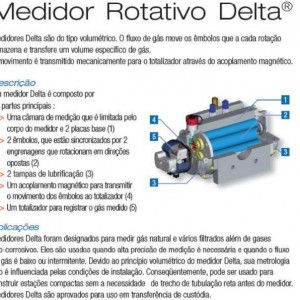 Medidor Rotativo Delta®
edidores Delta são do tipo volumétrico. O fluxo de gás move os êmbolos que a cada rotação
mazena e transfere um volume específico de gás.
movimento é transmitido mecanicamente para o totalizador através do acoplamento magnético.
escrição
m medidor Delta é composto por
partes principais :
Uma câmara de medição que é limitada pelo
corpo do medidor e 2 placas base (1)
2 êmbolos, que estão sincronizados por 2
engrenagens que rotacionam em direções
opostas (2)
2 tampas de lubrificação (3)
Um acoplamento magnético para transmitir
o movimento dos êmbolos ao totalizador (4)
Um totalizador para registrar o gás medido (5)
1
2
3
3
4
5
plicações
edidores Delta foram designados para medir gás natural e vários filtrados além de gases
o-corrosivos. Eles são usados quando alta precisão de medição é necessária e quando o fluxo
gás é baixo ou intermitente. Devido ao princípio volumétrico do medidor Delta, sua metrologia
o é influenciada pelas condições de instalação. Conseqüentemente, pode ser usado para
nstruir estações compactas sem a necessidade de trecho de tubulação reta antes do medidor.
edidores Delta são aprovados para uso em transferência de custódia.